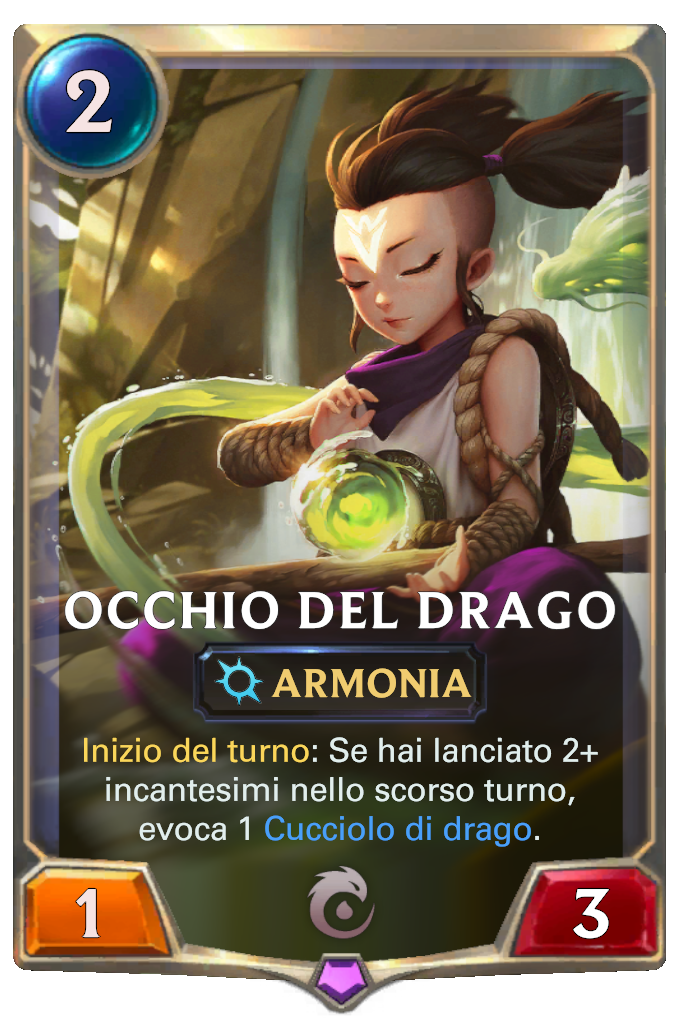 2
OCCHIO DEL DRAGO
ARMONIA
Inizio del turno: Se hai lanciato 2+
incantesimi nello scorso turno,
evoca 1 Cucciolo di drago.
1
3